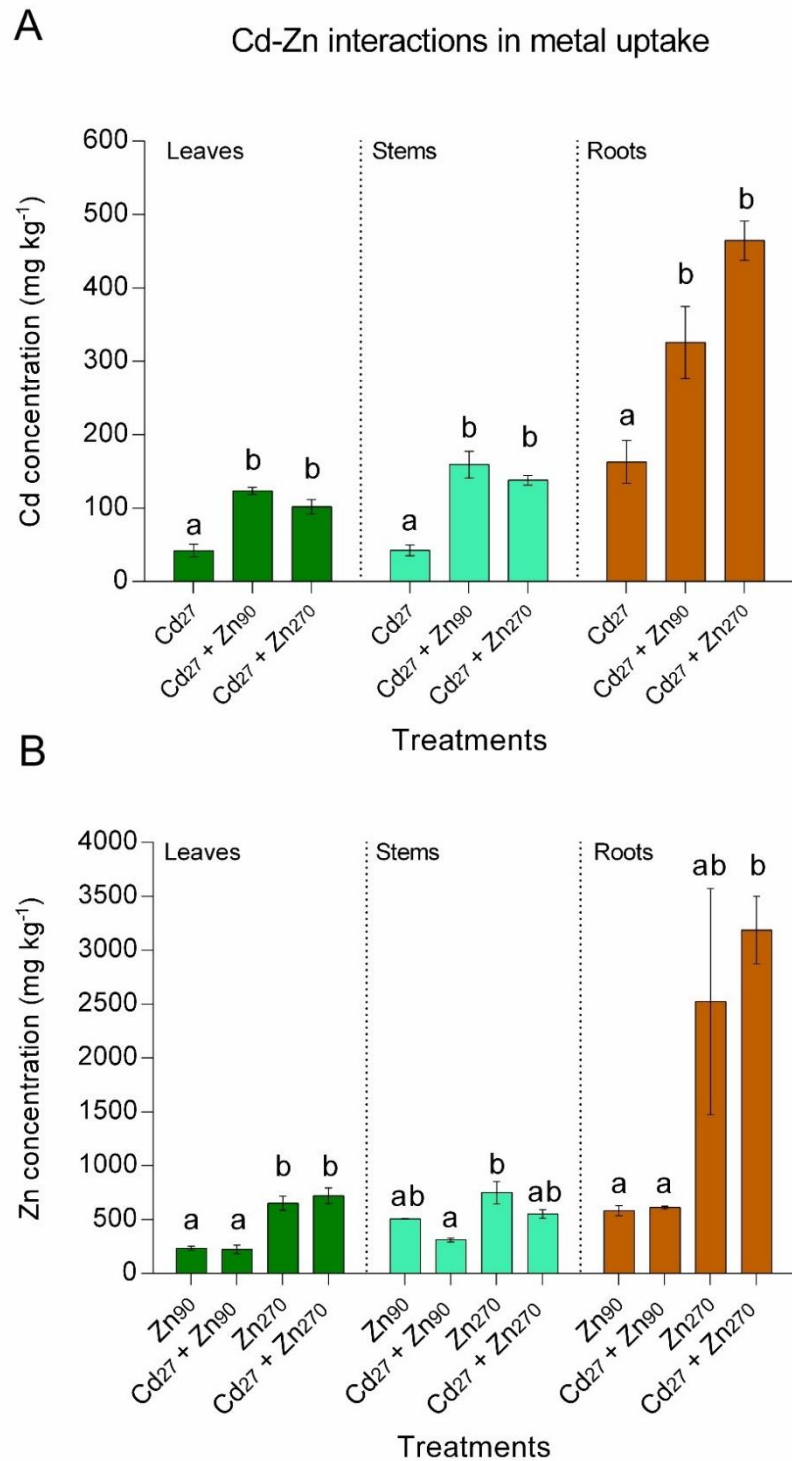 A
Cd-Zn interactions in metal uptake
Cd concentration (mg kg⁻¹)
600
500
400
300
200
100
0
Leaves
Stems
Roots
a
b
b
a
b
b
a
b
b
Cd₂₇
Cd₂₇ + Zn₉₀
Cd₂₇ + Zn₂₇₀
Cd₂₇
Cd₂₇ + Zn₉₀
Cd₂₇ + Zn₂₇₀
Cd₂₇
Cd₂₇ + Zn₉₀
Cd₂₇ + Zn₂₇₀
Treatments
B
Zn concentration (mg kg⁻¹)
4000
3500
3000
2500
2000
1500
1000
500
0
Leaves
Stems
Roots
a
a
b
b
ab
a
b
ab
a
a
ab
b
Zn₉₀
Cd₂₇ + Zn₉₀
Zn₂₇₀
Cd₂₇ + Zn₂₇₀
Zn₉₀
Cd₂₇ + Zn₉₀
Zn₂₇₀
Cd₂₇ + Zn₂₇₀
Zn₉₀
Cd₂₇ + Zn₉₀
Zn₂₇₀
Cd₂₇ + Zn₂₇₀
Treatments